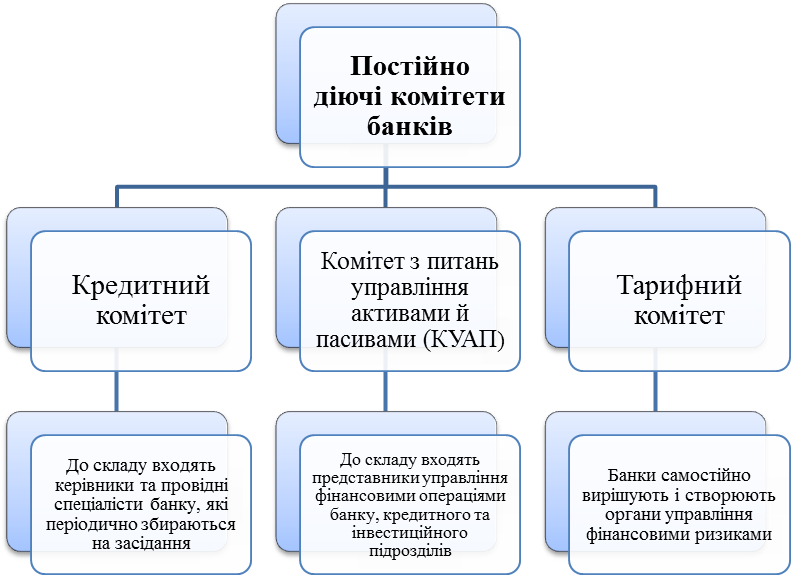 Постійно
діючі комітети
банків
Кредитний
комітет
Комітет з питань
управління
активами й
пасивами (КУАП)
Тарифний
комітет
До складу входять
керівники та провідні
спеціалісти банку, які
періодично збираються
на засідання
До складу входять
представники управління
фінансовими операціями
банку, кредитного та
інвестиційного
підрозділів
Банки самостійно
вирішують і створюють
органи управління
фінансовими ризиками